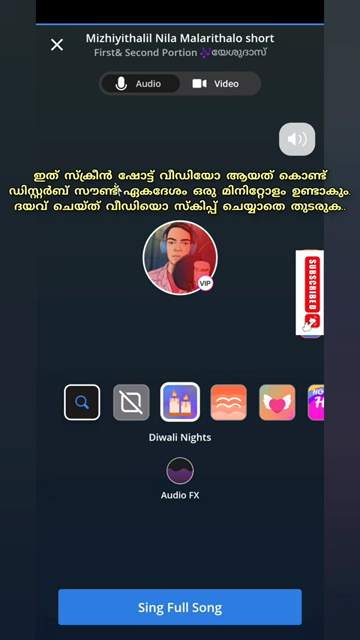 Mizhiyithalil Nila Malarithalo short
First& Second Portion യേശുദാസ്
Audio
Video
ഇത് സ്ക്രീൻ ഷോട്ട് വീഡിയോ ആയത് കൊണ്ട്
ഡിസ്റ്റർബ് സൗണ്ട് ഏകദേശം ഒരു മിനിറ്റോളം ഉണ്ടാകും.
ദയവ് ചെയ്ത് വീഡിയൊ സ്കിപ്പ് ചെയ്യാതെ തുടരുക..
VIP
SUBSCRIBED
Diwali Nights
Audio FX
Sing Full Song